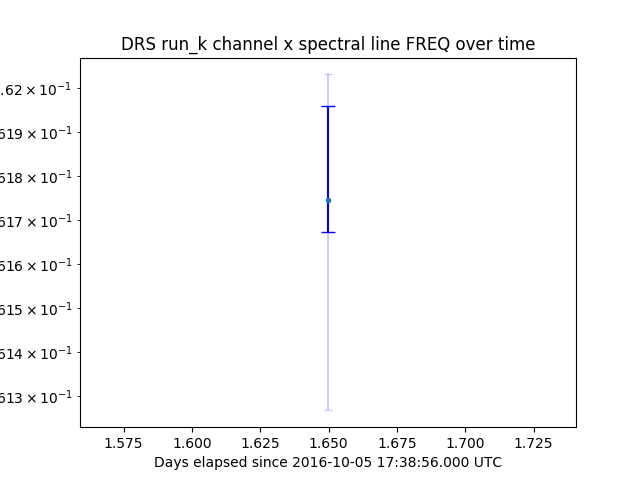 DRS run_k channel x spectral line FREQ over time
.62 × 10⁻¹
619 × 10⁻¹
618 × 10⁻¹
617 × 10⁻¹
616 × 10⁻¹
615 × 10⁻¹
614 × 10⁻¹
613 × 10⁻¹
1.575 1.600 1.625 1.650 1.675 1.700 1.725
Days elapsed since 2016-10-05 17:38:56.000 UTC